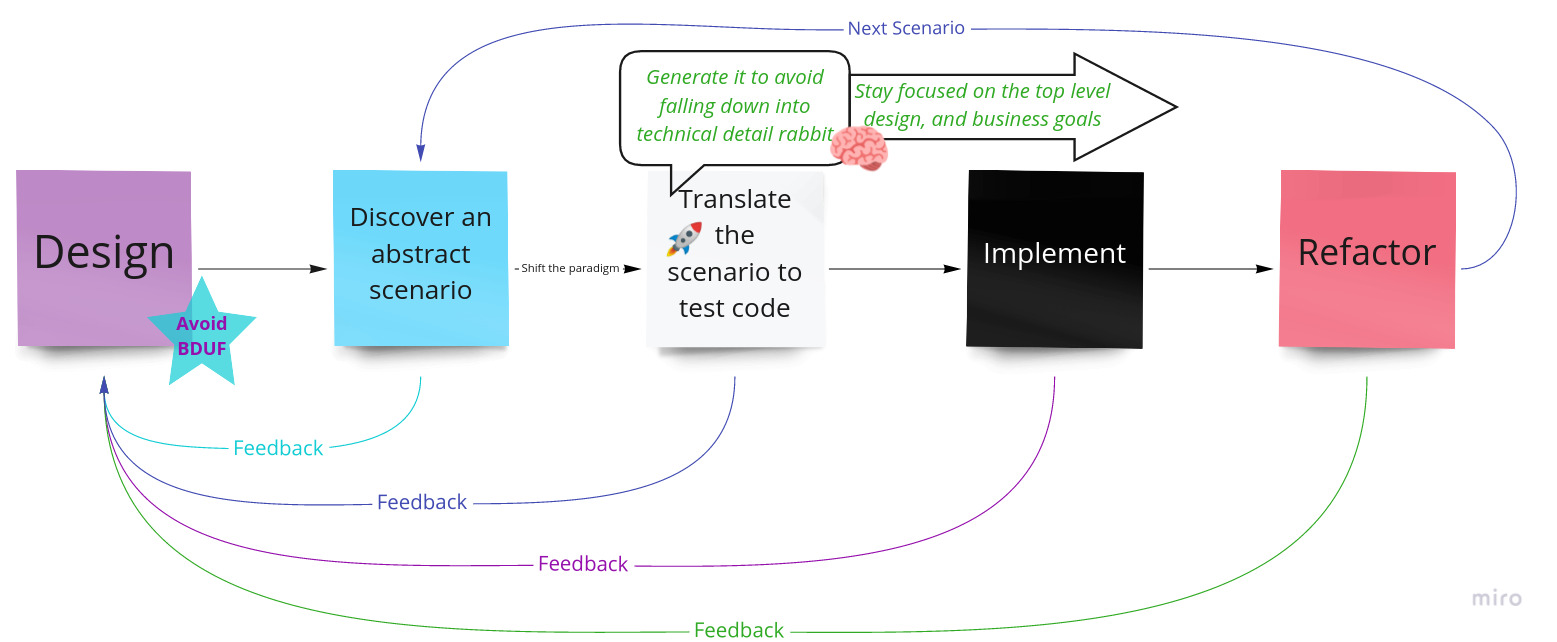 Next Scenario
Generate it to avoid
falling down into
technical detail rabbit
Stay focused on the top level
design, and business goals
Design
Avoid
BDUF
Discover an
abstract
scenario
Shift the paradigm
Translate
the
scenario to
test code
Implement
Refactor
Feedback
Feedback
Feedback
Feedback
miro